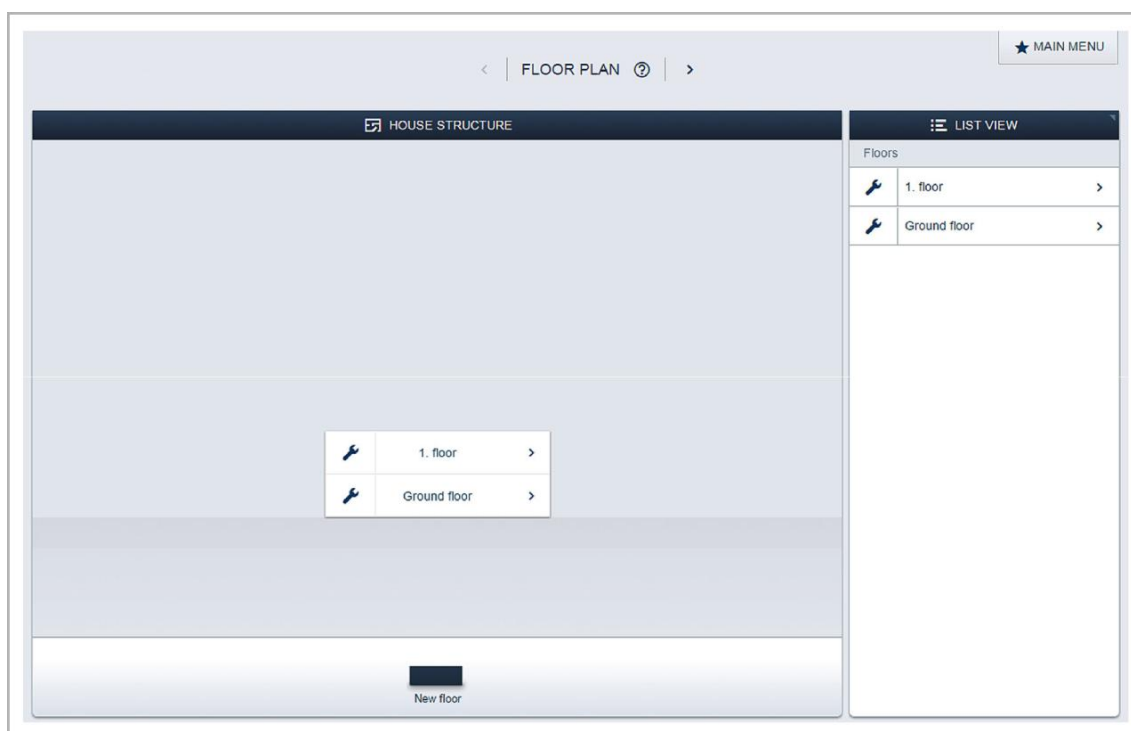 MAIN MENU
FLOOR PLAN ?
HOUSE STRUCTURE
LIST VIEW
Floors
1. floor
Ground floor
1. floor
Ground floor
New floor